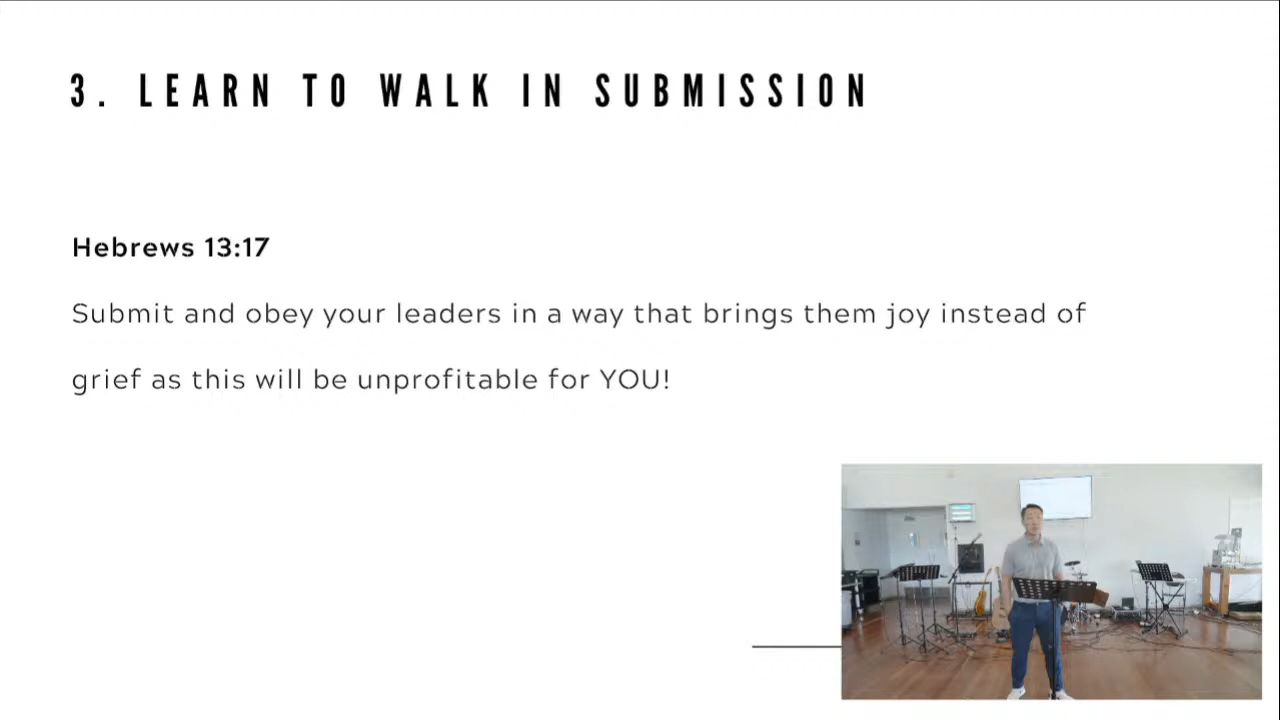 3. LEARN TO WALK IN SUBMISSION
Hebrews 13:17
Submit and obey your leaders in a way that brings them joy instead of
grief as this will be unprofitable for YOU!